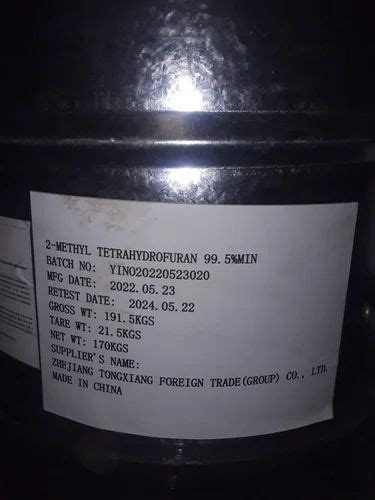 2-METHYL TETRAHYDROFURAN 99.5%MIN
BATCH NO: YINO20220523020
MFG DATE: 2022.05.23
RETEST DATE: 2024.05.22
GROSS WT: 191.5KGS
TARE WT: 21.5KGS
NET WT: 170KGS
SUPPLIER'S NAME:
ZHEJIANG TONGXIANG FOREIGN TRADE(GROUP) CO., LTD.
MADE IN CHINA